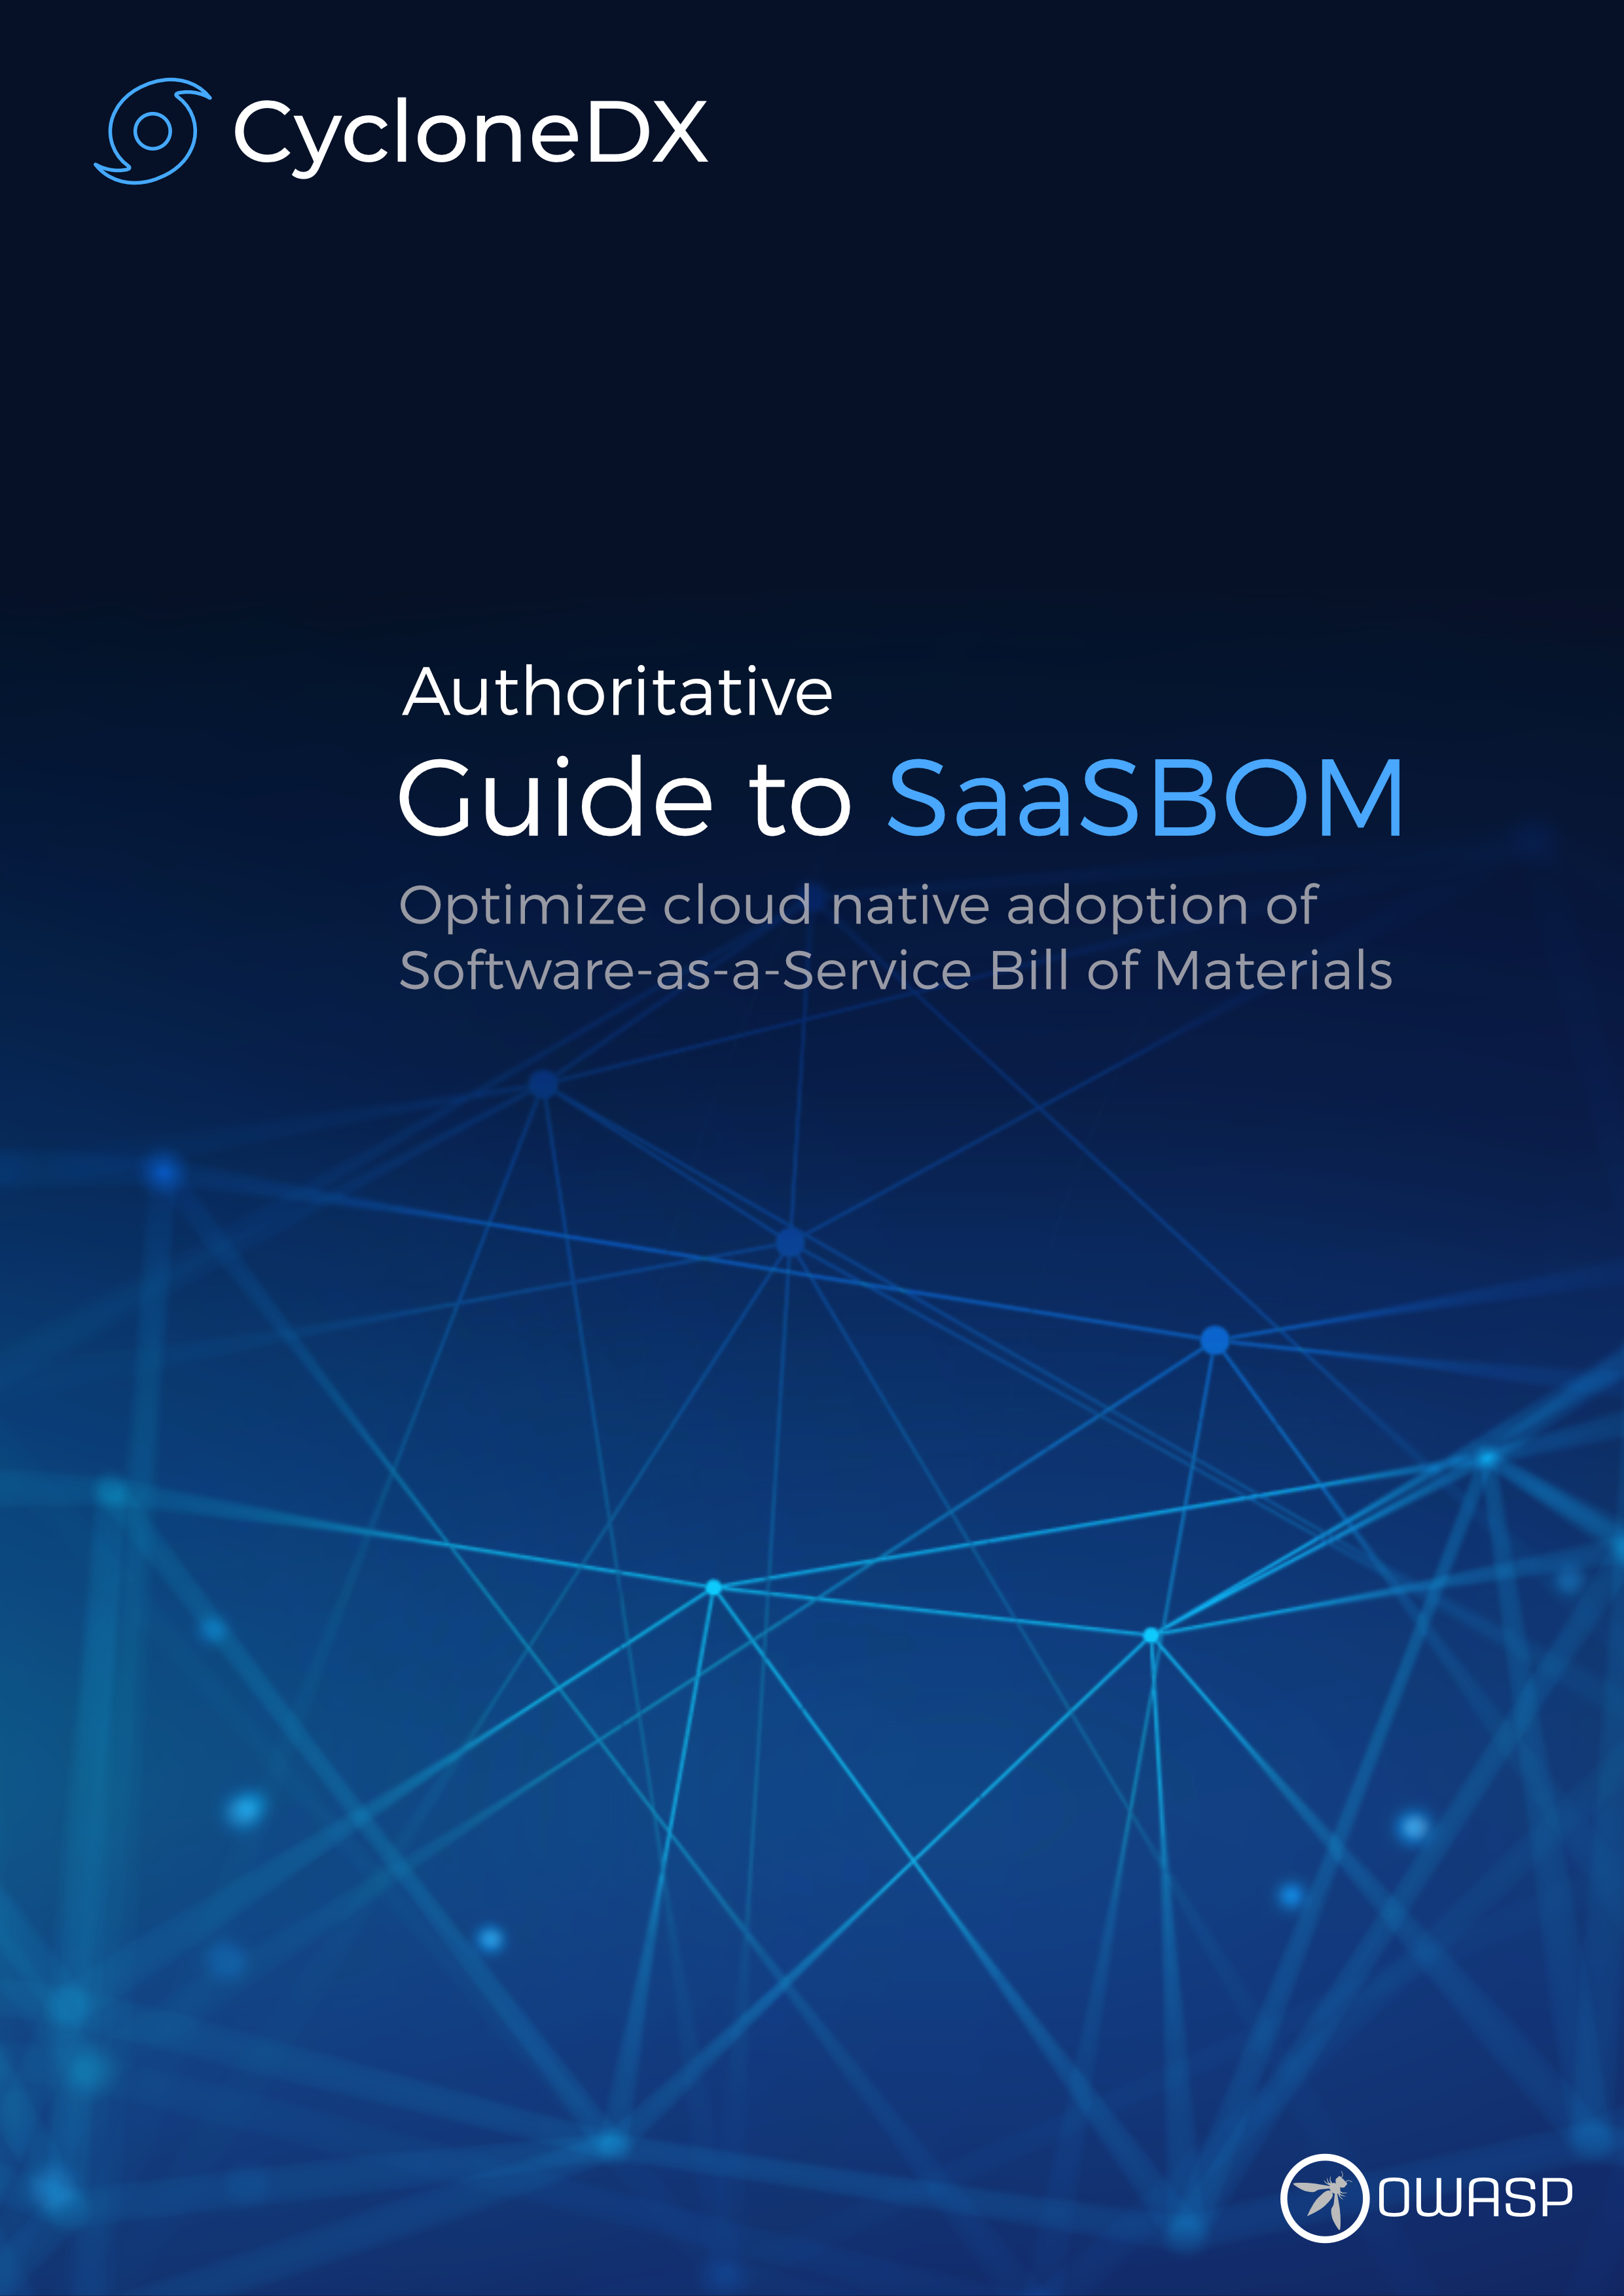 CycloneDX
Authoritative
Guide to SaaSBOM
Optimize cloud native adoption of
Software-as-a-Service Bill of Materials
OWASP